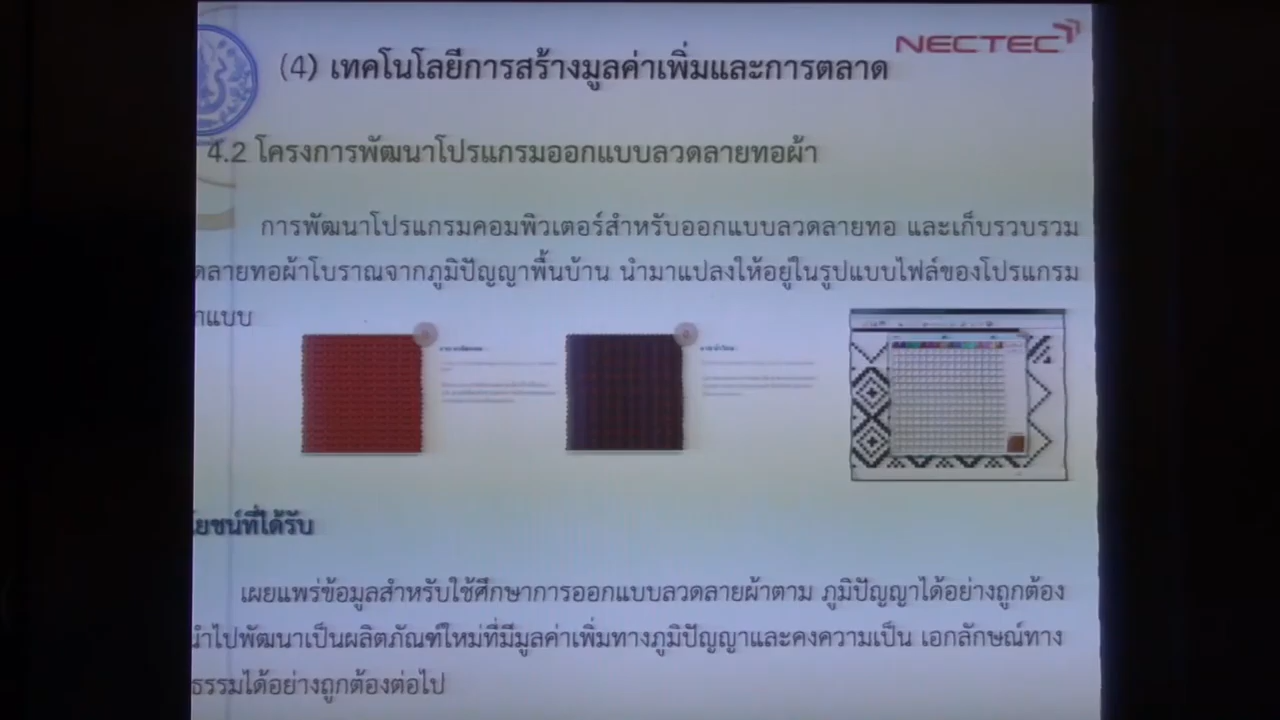 NECTEC
(4) เทคโนโลยีการสร้างมูลค่าเพิ่มและการตลาด
4.2 โครงการพัฒนาโปรแกรมออกแบบลวดลายทอผ้า
การพัฒนาโปรแกรมคอมพิวเตอร์สำหรับออกแบบลวดลายทอ และเก็บรวบรวม
ดลายทอผ้าโบราณจากภูมิปัญญาพื้นบ้าน นำมาแปลงให้อยู่ในรูปแบบไฟล์ของโปรแกรม
าแบบ
โยชน์ที่ได้รับ
เผยแพร่ข้อมูลสำหรับใช้ศึกษาการออกแบบลวดลายผ้าตาม ภูมิปัญญาได้อย่างถูกต้อง
นำไปพัฒนาเป็นผลิตภัณฑ์ใหม่ที่มีมูลค่าเพิ่มทางภูมิปัญญาและคงความเป็น เอกลักษณ์ทาง
ธรรมได้อย่างถูกต้องต่อไป